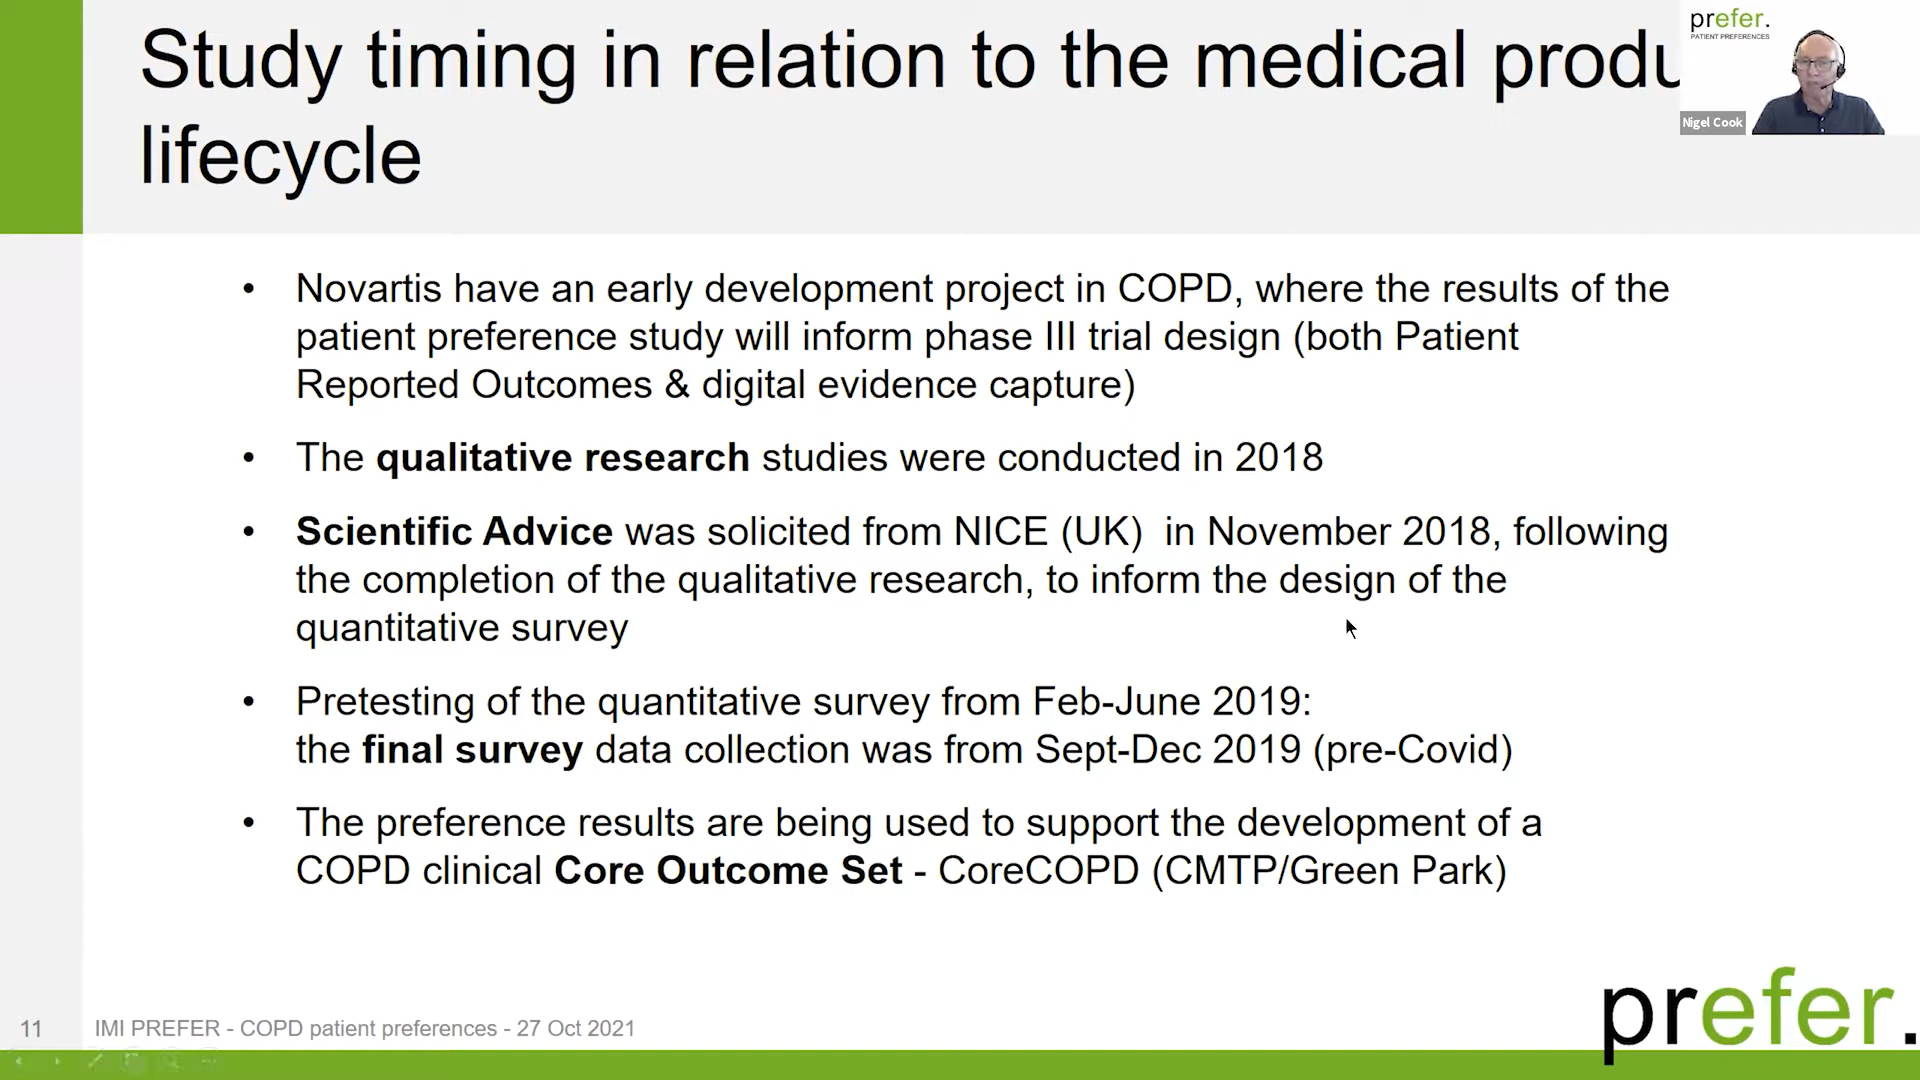 Study timing in relation to the medical produ
lifecycle
prefer.
PATIENT PREFERENCES
Nigel Cook
• Novartis have an early development project in COPD, where the results of the
patient preference study will inform phase III trial design (both Patient
Reported Outcomes & digital evidence capture)
• The qualitative research studies were conducted in 2018
• Scientific Advice was solicited from NICE (UK)  in November 2018, following
the completion of the qualitative research, to inform the design of the
quantitative survey
• Pretesting of the quantitative survey from Feb-June 2019:
the final survey data collection was from Sept-Dec 2019 (pre-Covid)
• The preference results are being used to support the development of a
COPD clinical Core Outcome Set - CoreCOPD (CMTP/Green Park)
11 IMI PREFER - COPD patient preferences - 27 Oct 2021
prefer.